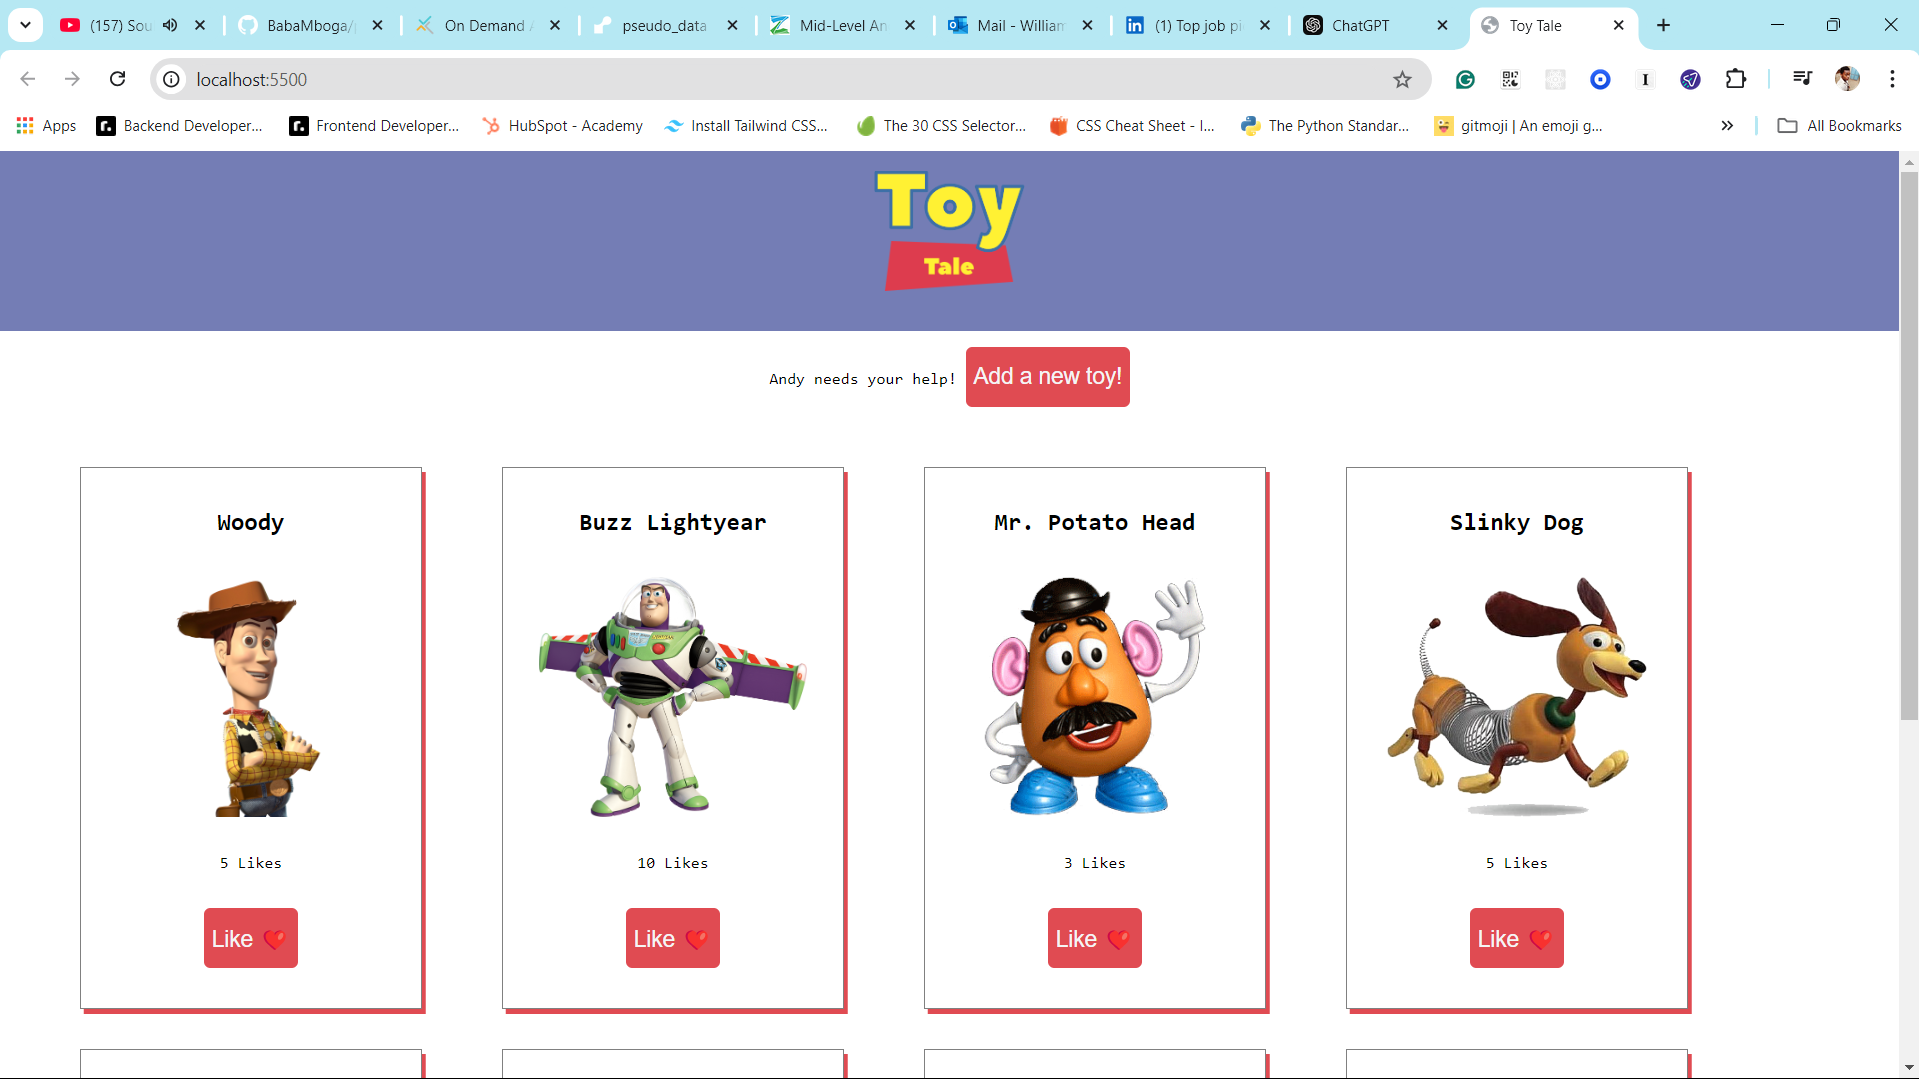 (157) Sou
BabaMboga/
On Demand A
pseudo_data
Mid-Level An
Mail - William
(1) Top job pi
ChatGPT
Toy Tale
localhost:5500
Apps
Backend Developer...
Frontend Developer...
HubSpot - Academy
Install Tailwind CSS...
The 30 CSS Selector...
CSS Cheat Sheet - I...
The Python Standar...
gitmoji | An emoji g...
All Bookmarks
Toy
Tale
Andy needs your help!
Add a new toy!
Woody
Buzz Lightyear
Mr. Potato Head
Slinky Dog
5 Likes
10 Likes
3 Likes
5 Likes
Like ❤️
Like ❤️
Like ❤️
Like ❤️